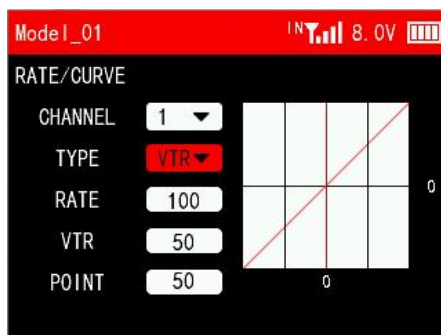 Model_01 IN 8.0V
RATE/CURVE
CHANNEL 1
TYPE VTR
RATE 100
0
VTR 50
POINT 50
0